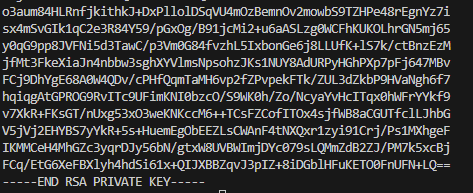 o3aum84HLRnfjkithkJ+DxPllolDSqVU4mOzBemnOv2mowbS9TZHPe48rEgnYz7i
sx4mSvGIk1qC2e3R84Y59/pGxOg/B91jcMi2+u6aASLzg0WCFhKUKOLhrGN5mj65
y0qG9pp8JVFNi5d3TawC/p3Vm0G84fvzhL5IxbonGe6j8LLUfK+lS7k/ctBnzEzM
jfMt3FkeXiaJn4nbbw3sghXYVlmsNpsohzJKs1NUY8AdURPyHGhPXp7pFj647MBv
FCj9DhYgE68A0W4QDv/cPHfQqmTaMH6vp2fZPvpekFTk/ZUL3dZkbP9HVaNgh6f7
hqiqgAtGPROG9RvITc9UFimKNI0bzcO/S9WK0h/Zo/NcyaYvHcITqx0hWFrYYkf9
v7XkR+FKsGT/nUxg53xO3weKNKccM6++TCsFZCofITOx4sjfWB8aCGUTfclLJhbG
V5jVj2EHYBS7yYkR+5s+HuemEgObEEZLsCWAnF4tNXQxr1zyi91Crj/Ps1MXhgeF
IKMMCeH4MhGZc3yqrDJy56bN/gtxW8UVBWImjDYc079sLQMmZdB2ZJ/PM7k5xcBj
FCq/EtG6XeFBXlyh4hdSi61x+QIJXBBZqvJ3pIZ+8iDGblHFuKETO0FnUFN+LQ==
-----END RSA PRIVATE KEY-----